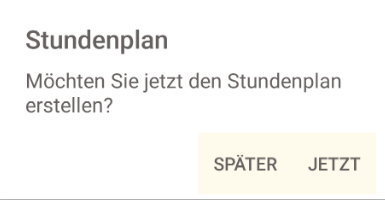 Stundenplan
Möchten Sie jetzt den Stundenplan
erstellen?
SPÄTER JETZT